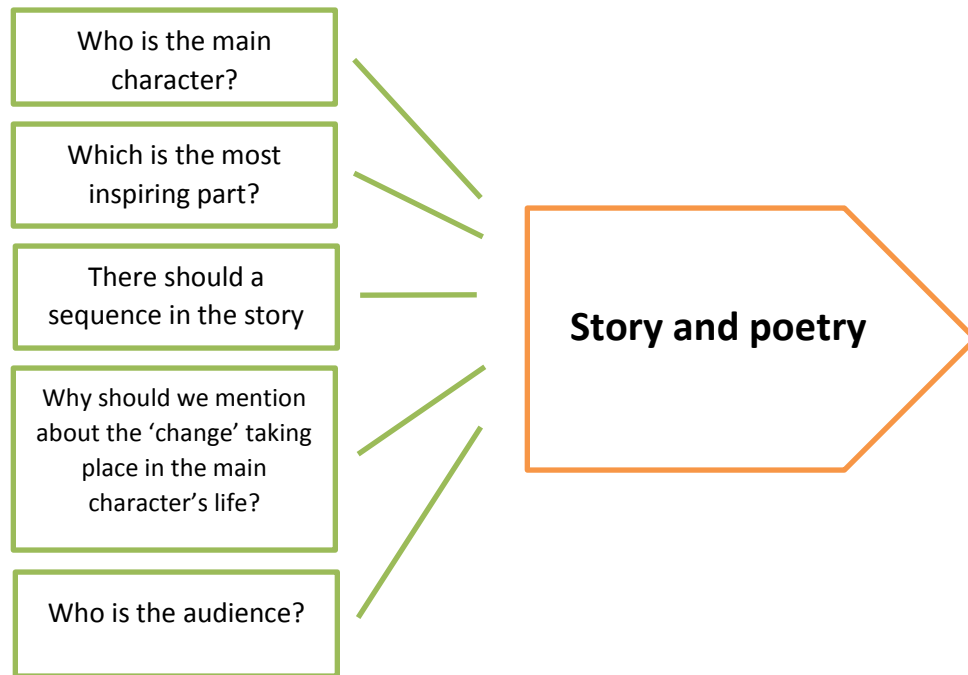 Who is the main
character?
Which is the most
inspiring part?
There should a
sequence in the story
Why should we mention
about the ‘change’ taking
place in the main
character’s life?
Who is the audience?
Story and poetry